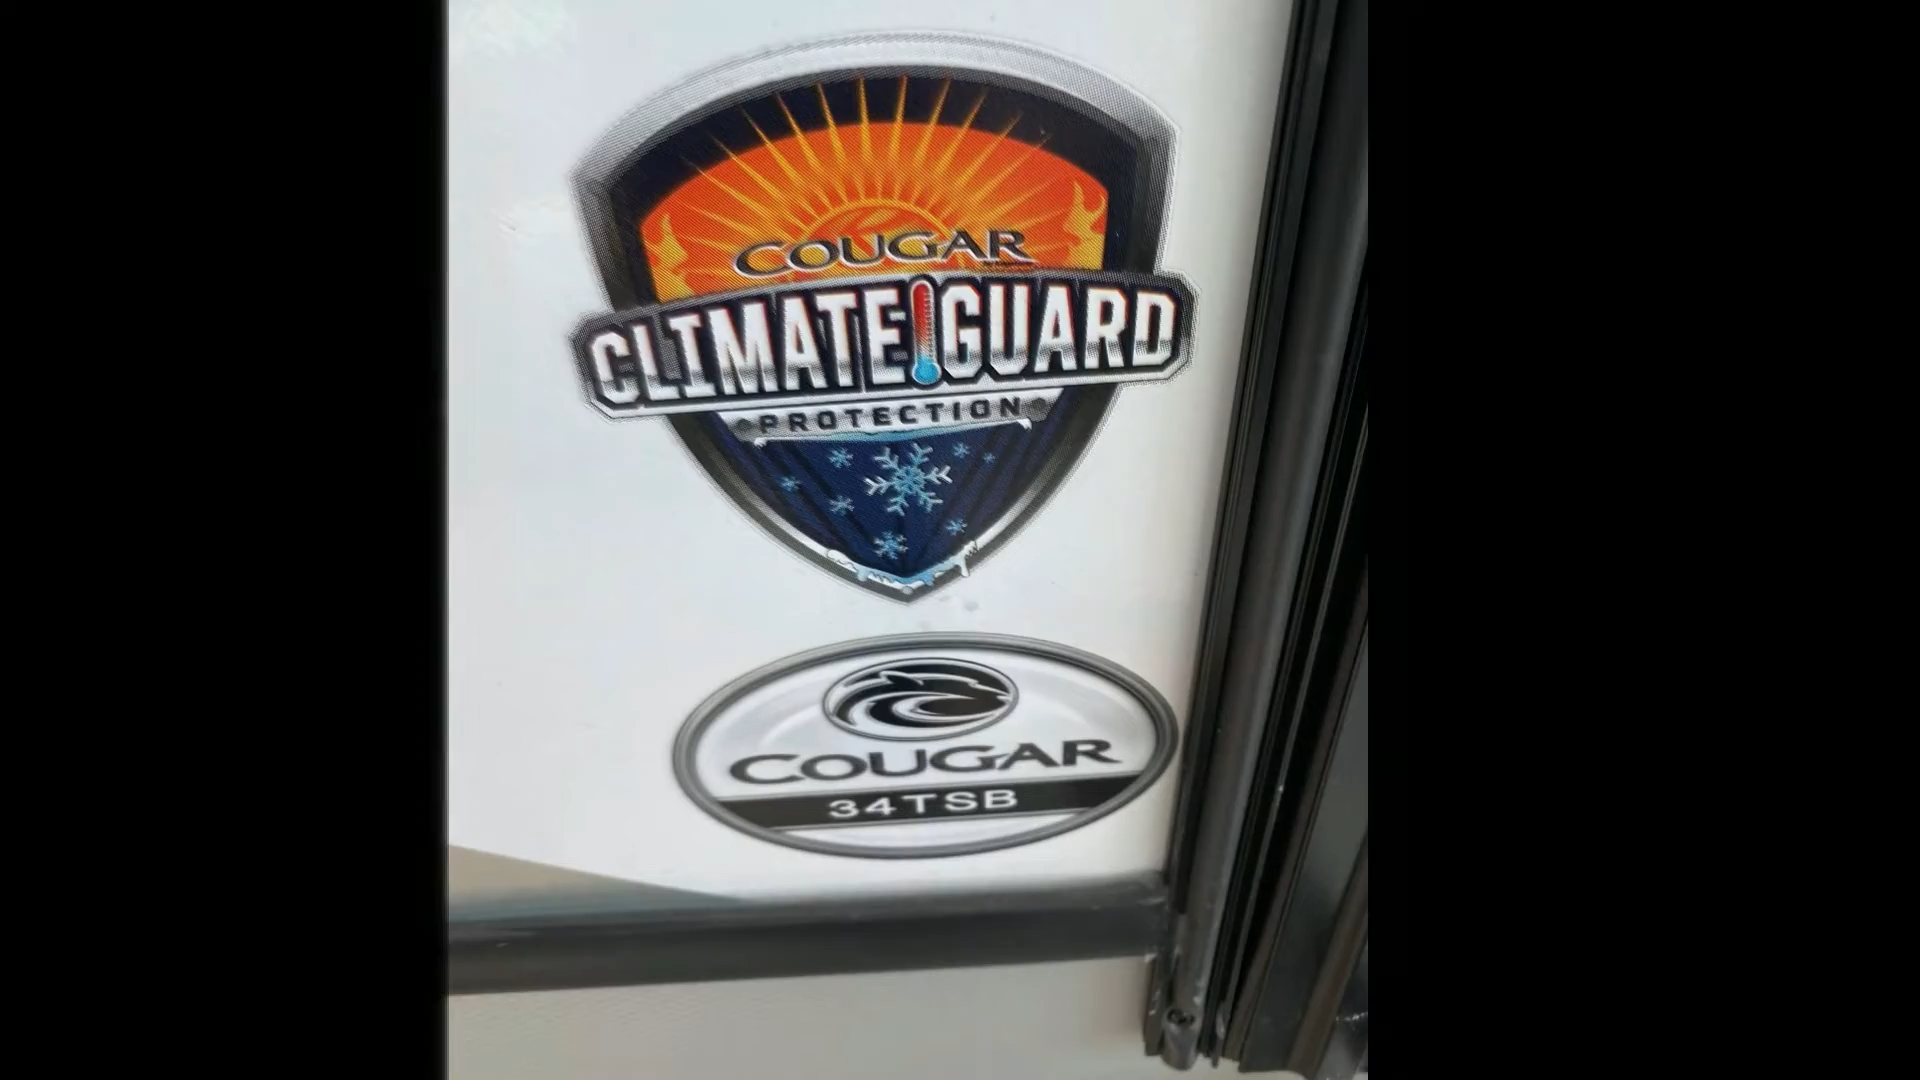 COUGAR
CLIMATE GUARD
PROTECTION
COUGAR
34TSB